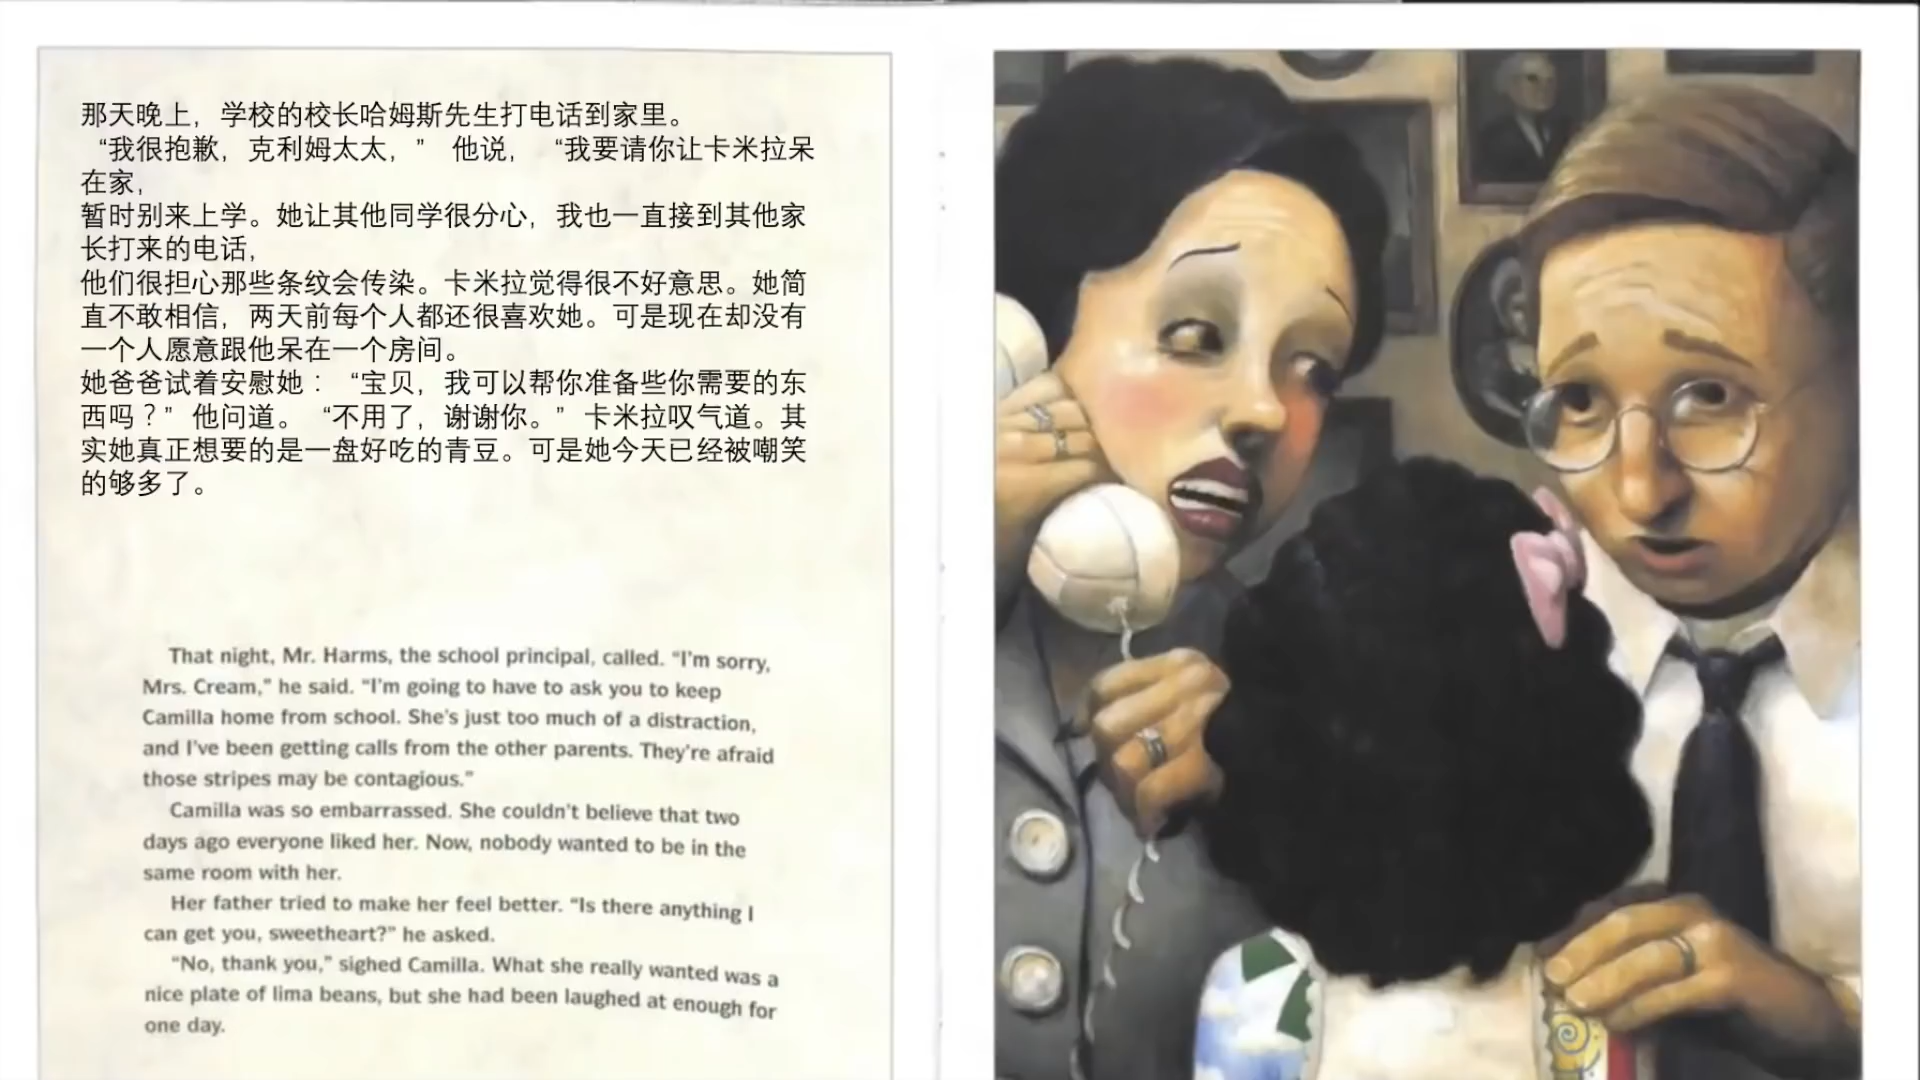 那天晚上，学校的校长哈姆斯先生打电话到家里。
“我很抱歉，克利姆太太，” 他说， “我要请你让卡米拉呆
在家，
暂时别来上学。她让其他同学很分心，我也一直接到其他家
长打来的电话，
他们很担心那些条纹会传染。卡米拉觉得很不好意思。她简
直不敢相信，两天前每个人都还很喜欢她。可是现在却没有
一个人愿意跟他呆在一个房间。
她爸爸试着安慰她： “宝贝，我可以帮你准备些你需要的东
西吗？” 他问道。 “不用了，谢谢你。” 卡米拉叹气道。其
实她真正想要的是一盘好吃的青豆。可是她今天已经被嘲笑
的够多了。
That night, Mr. Harms, the school principal, called. “I’m sorry,
Mrs. Cream,” he said. “I’m going to have to ask you to keep
Camilla home from school. She’s just too much of a distraction,
and I’ve been getting calls from the other parents. They’re afraid
those stripes may be contagious.”
Camilla was so embarrassed. She couldn’t believe that two
days ago everyone liked her. Now, nobody wanted to be in the
same room with her.
Her father tried to make her feel better. “Is there anything I
can get you, sweetheart?” he asked.
“No, thank you,” sighed Camilla. What she really wanted was a
nice plate of lima beans, but she had been laughed at enough for
one day.